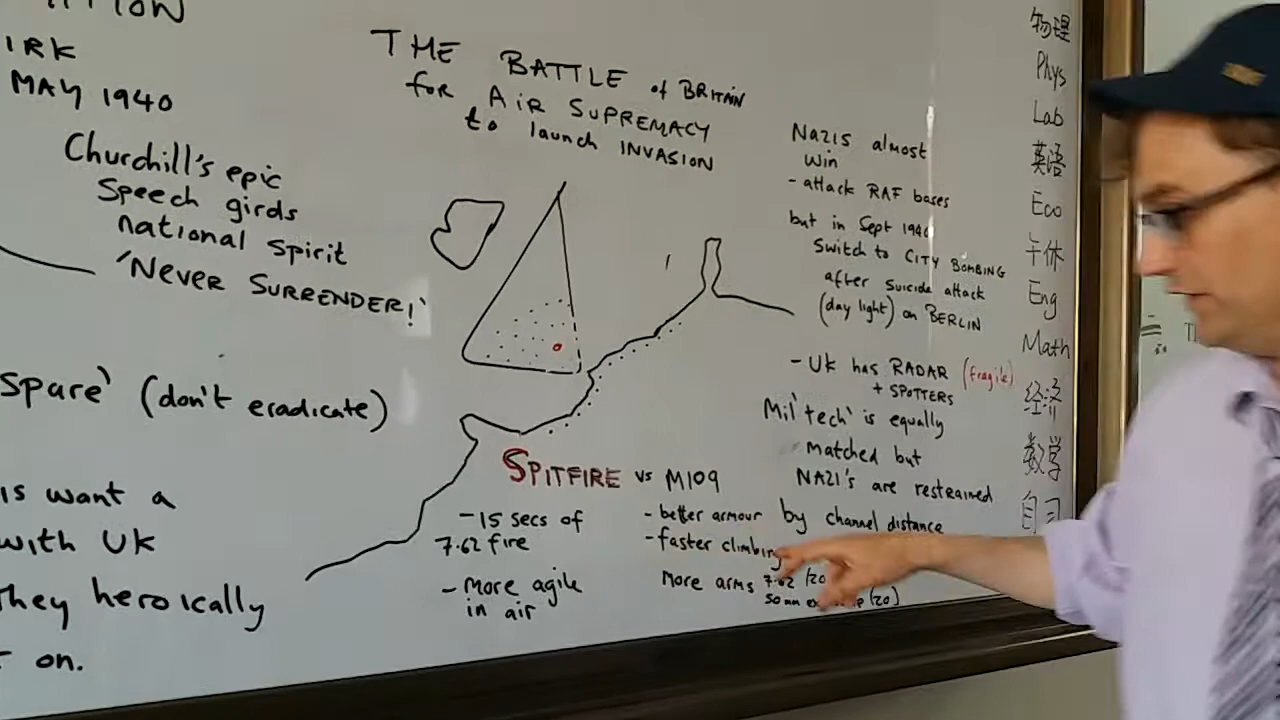 IRK
MAY 1940
Churchill's epic
speech girds
national spirit
'NEVER SURRENDER!'
spare' (don't eradicate)
is want a
with UK
They heroically
on.
THE BATTLE of BRITAIN
for AIR SUPREMACY
to launch INVASION
NAZIS almost
win
- attack RAF bases
but in Sept 1940
switch to CITY BOMBING
after suicide attack
(day light) on BERLIN
- UK has RADAR (fragile)
+ SPOTTERS
Mil' tech' is equally
matched but
NAZI's are restrained
by channel distance
SPITFIRE vs M109
- 15 secs of
7.62 fire
- More agile
in air
- better armour
- faster climbing
more arms 7.62 /20
50mm (20)
物理
Phys
Lab
英语
Eco
午休
Eng
Math
经济
数学
自习